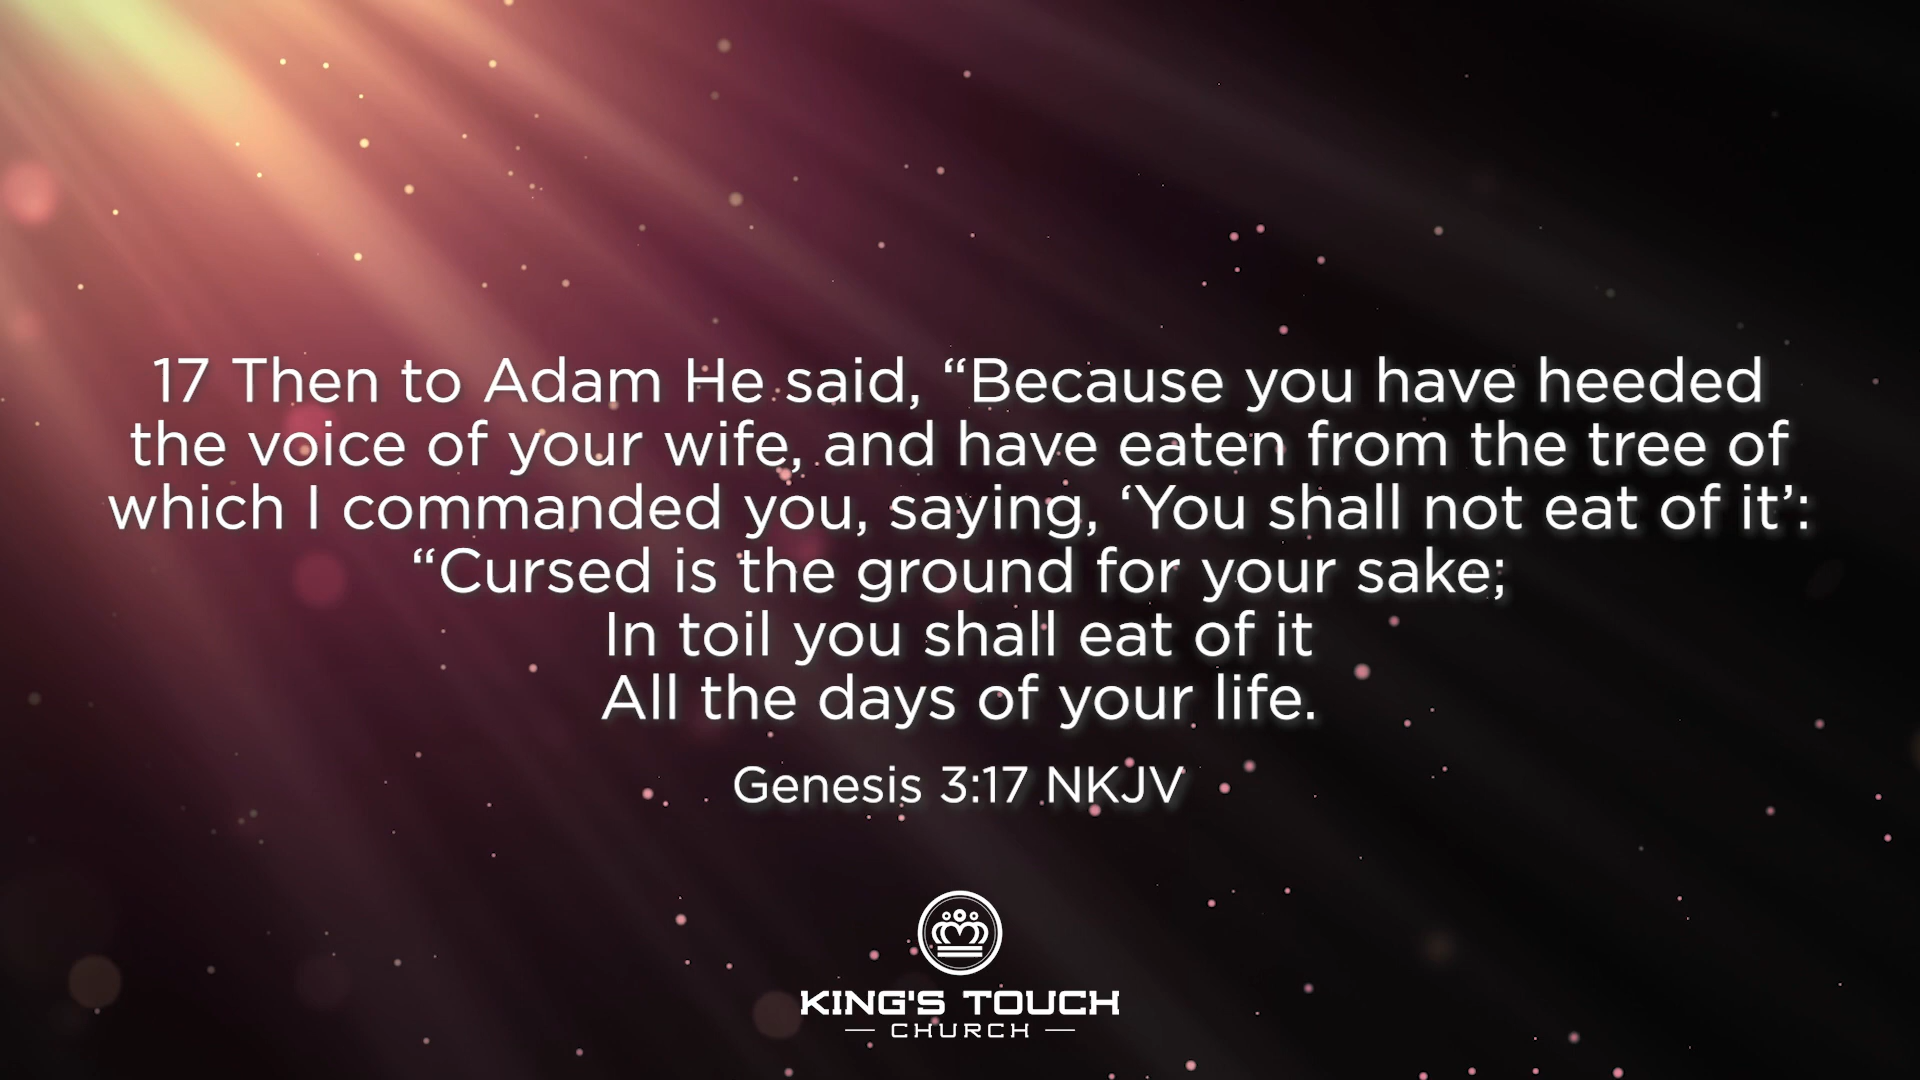 17 Then to Adam He said, “Because you have heeded
the voice of your wife, and have eaten from the tree of
which I commanded you, saying, ‘You shall not eat of it’:
“Cursed is the ground for your sake;
In toil you shall eat of it
All the days of your life.
Genesis 3:17 NKJV
KING'S TOUCH
CHURCH